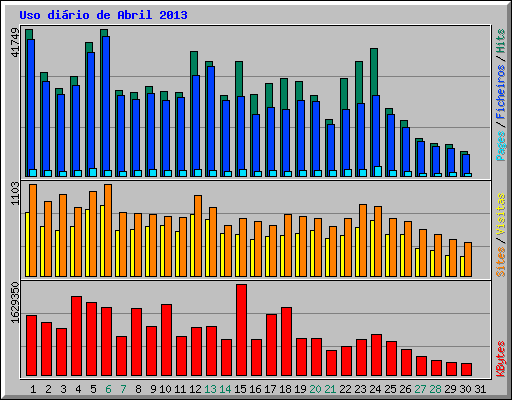 Uso diário de Abril 2013
41749
Pages / Ficheiros / Hits
1103
Sites / Visitas
1629350
KBytes
1 2 3 4 5 6 7 8 9 10 11 12 13 14 15 16 17 18 19 20 21 22 23 24 25 26 27 28 29 30 31